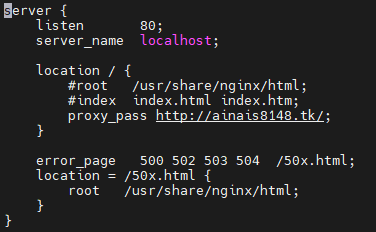 server {
    listen       80;
    server_name  localhost;

    location / {
        #root   /usr/share/nginx/html;
        #index  index.html index.htm;
        proxy_pass http://ainais8148.tk/;
    }

    error_page   500 502 503 504  /50x.html;
    location = /50x.html {
        root   /usr/share/nginx/html;
    }
}